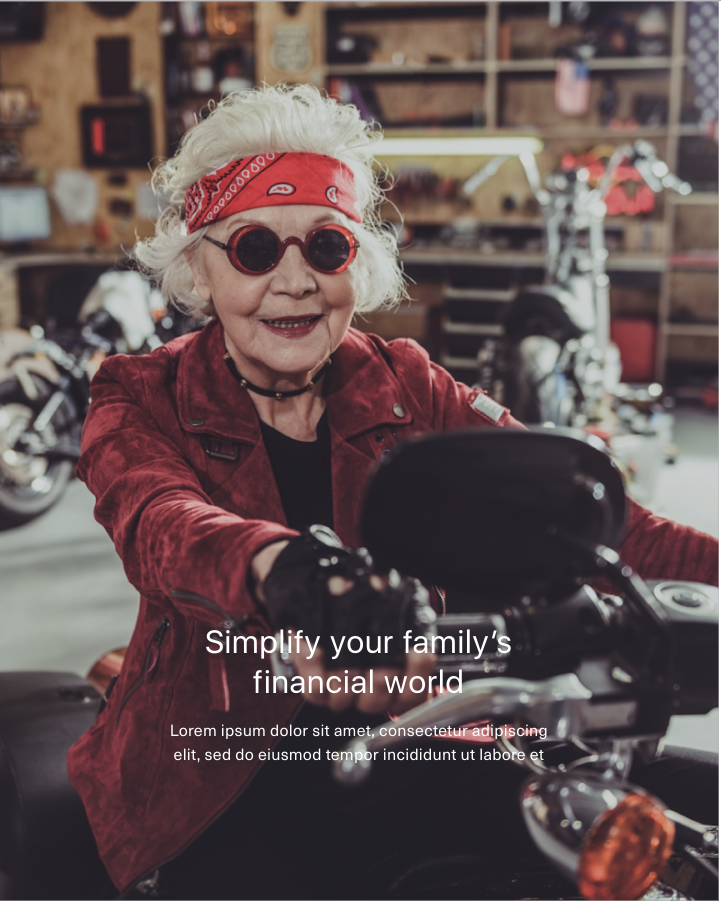 Simplify your family’s
financial world
Lorem ipsum dolor sit amet, consectetur adipiscing
elit, sed do eiusmod tempor incididunt ut labore et